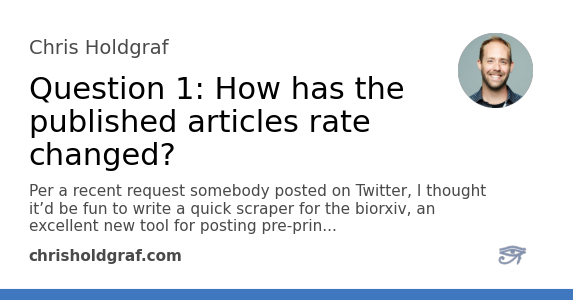 Chris Holdgraf
Question 1: How has the
published articles rate
changed?
Per a recent request somebody posted on Twitter, I thought
it’d be fun to write a quick scraper for the biorxiv, an
excellent new tool for posting pre-prin...
chrisholdgraf.com